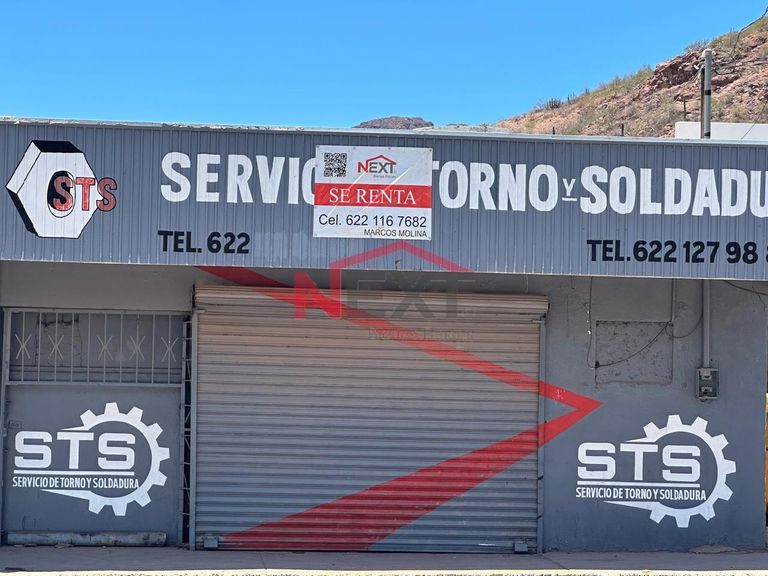 STS
SERVICIO TORNO Y SOLDADU
NEXT
SE RENTA
Cel. 622 116 7682
MARCOS MOLINA
TEL. 622
TEL. 622 127 98
NEXT
STS
SERVICIO DE TORNO Y SOLDADURA
STS
SERVICIO DE TORNO Y SOLDADURA